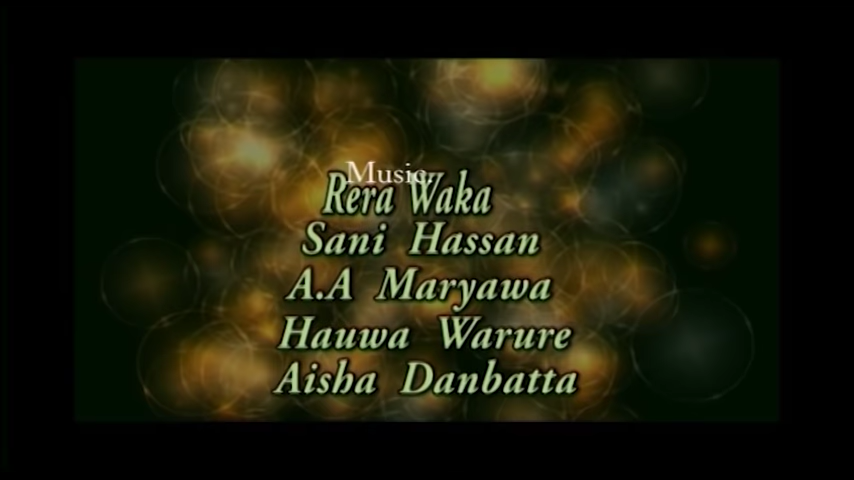 Music.
Rera Waka
Sani Hassan
A.A Maryawa
Hauwa Warure
Aisha Danbatta